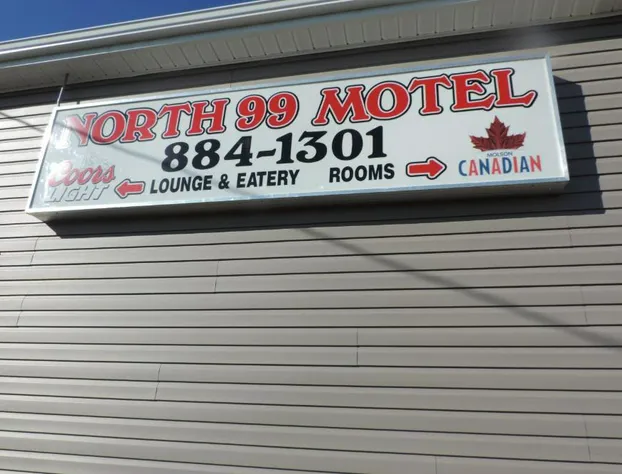 NORTH 99 MOTEL
884-1301
Coors LIGHT
LOUNGE & EATERY
ROOMS
MOLSON
CANADIAN